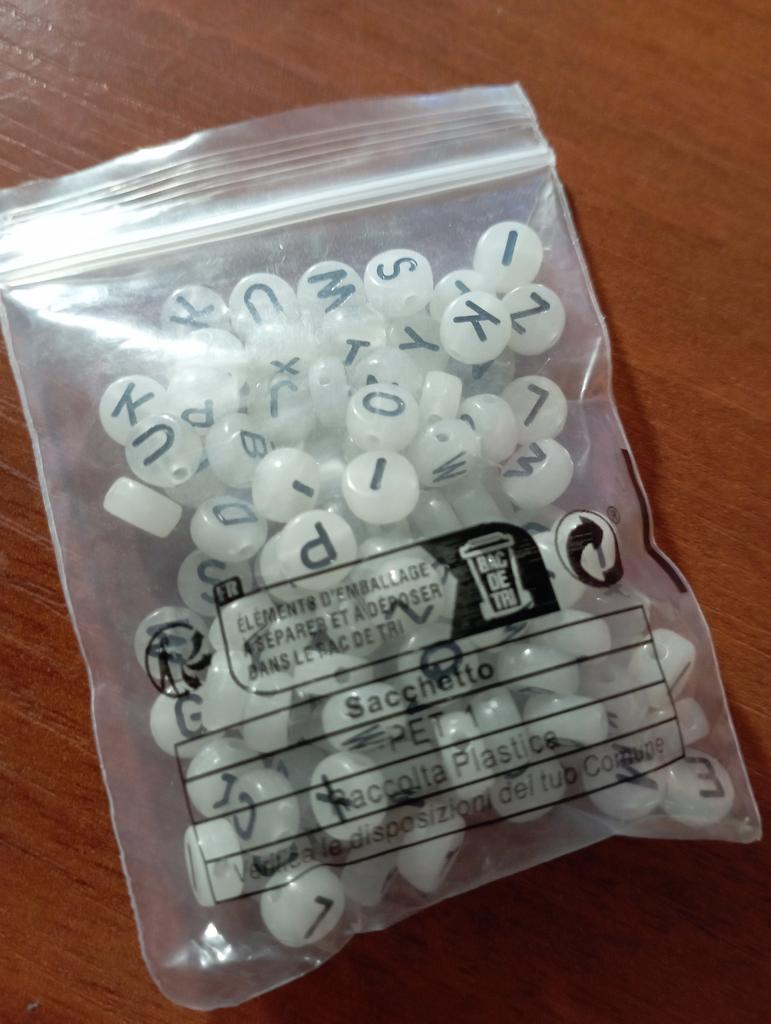 I
S
W
U
K
K
Z
Y
T
X
J
K
O
L
U
B
W
I
D
P
S
FR
ÉLÉMENTS D'EMBALLAGE
À SÉPARER ET À DÉPOSER
DANS LE BAC DE TRI
BAC
DE
TRI
®
Sacchetto
PET 1
Raccolta Plastica
Verifica le disposizioni del tuo Comune
G
I
X
E
L